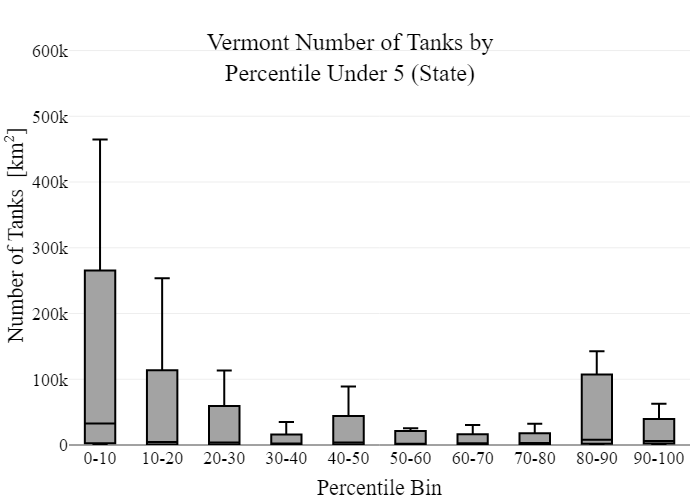 Vermont Number of Tanks by
Percentile Under 5 (State)
Number of Tanks [km²]
600k
500k
400k
300k
200k
100k
0
0-10 10-20 20-30 30-40 40-50 50-60 60-70 70-80 80-90 90-100
Percentile Bin